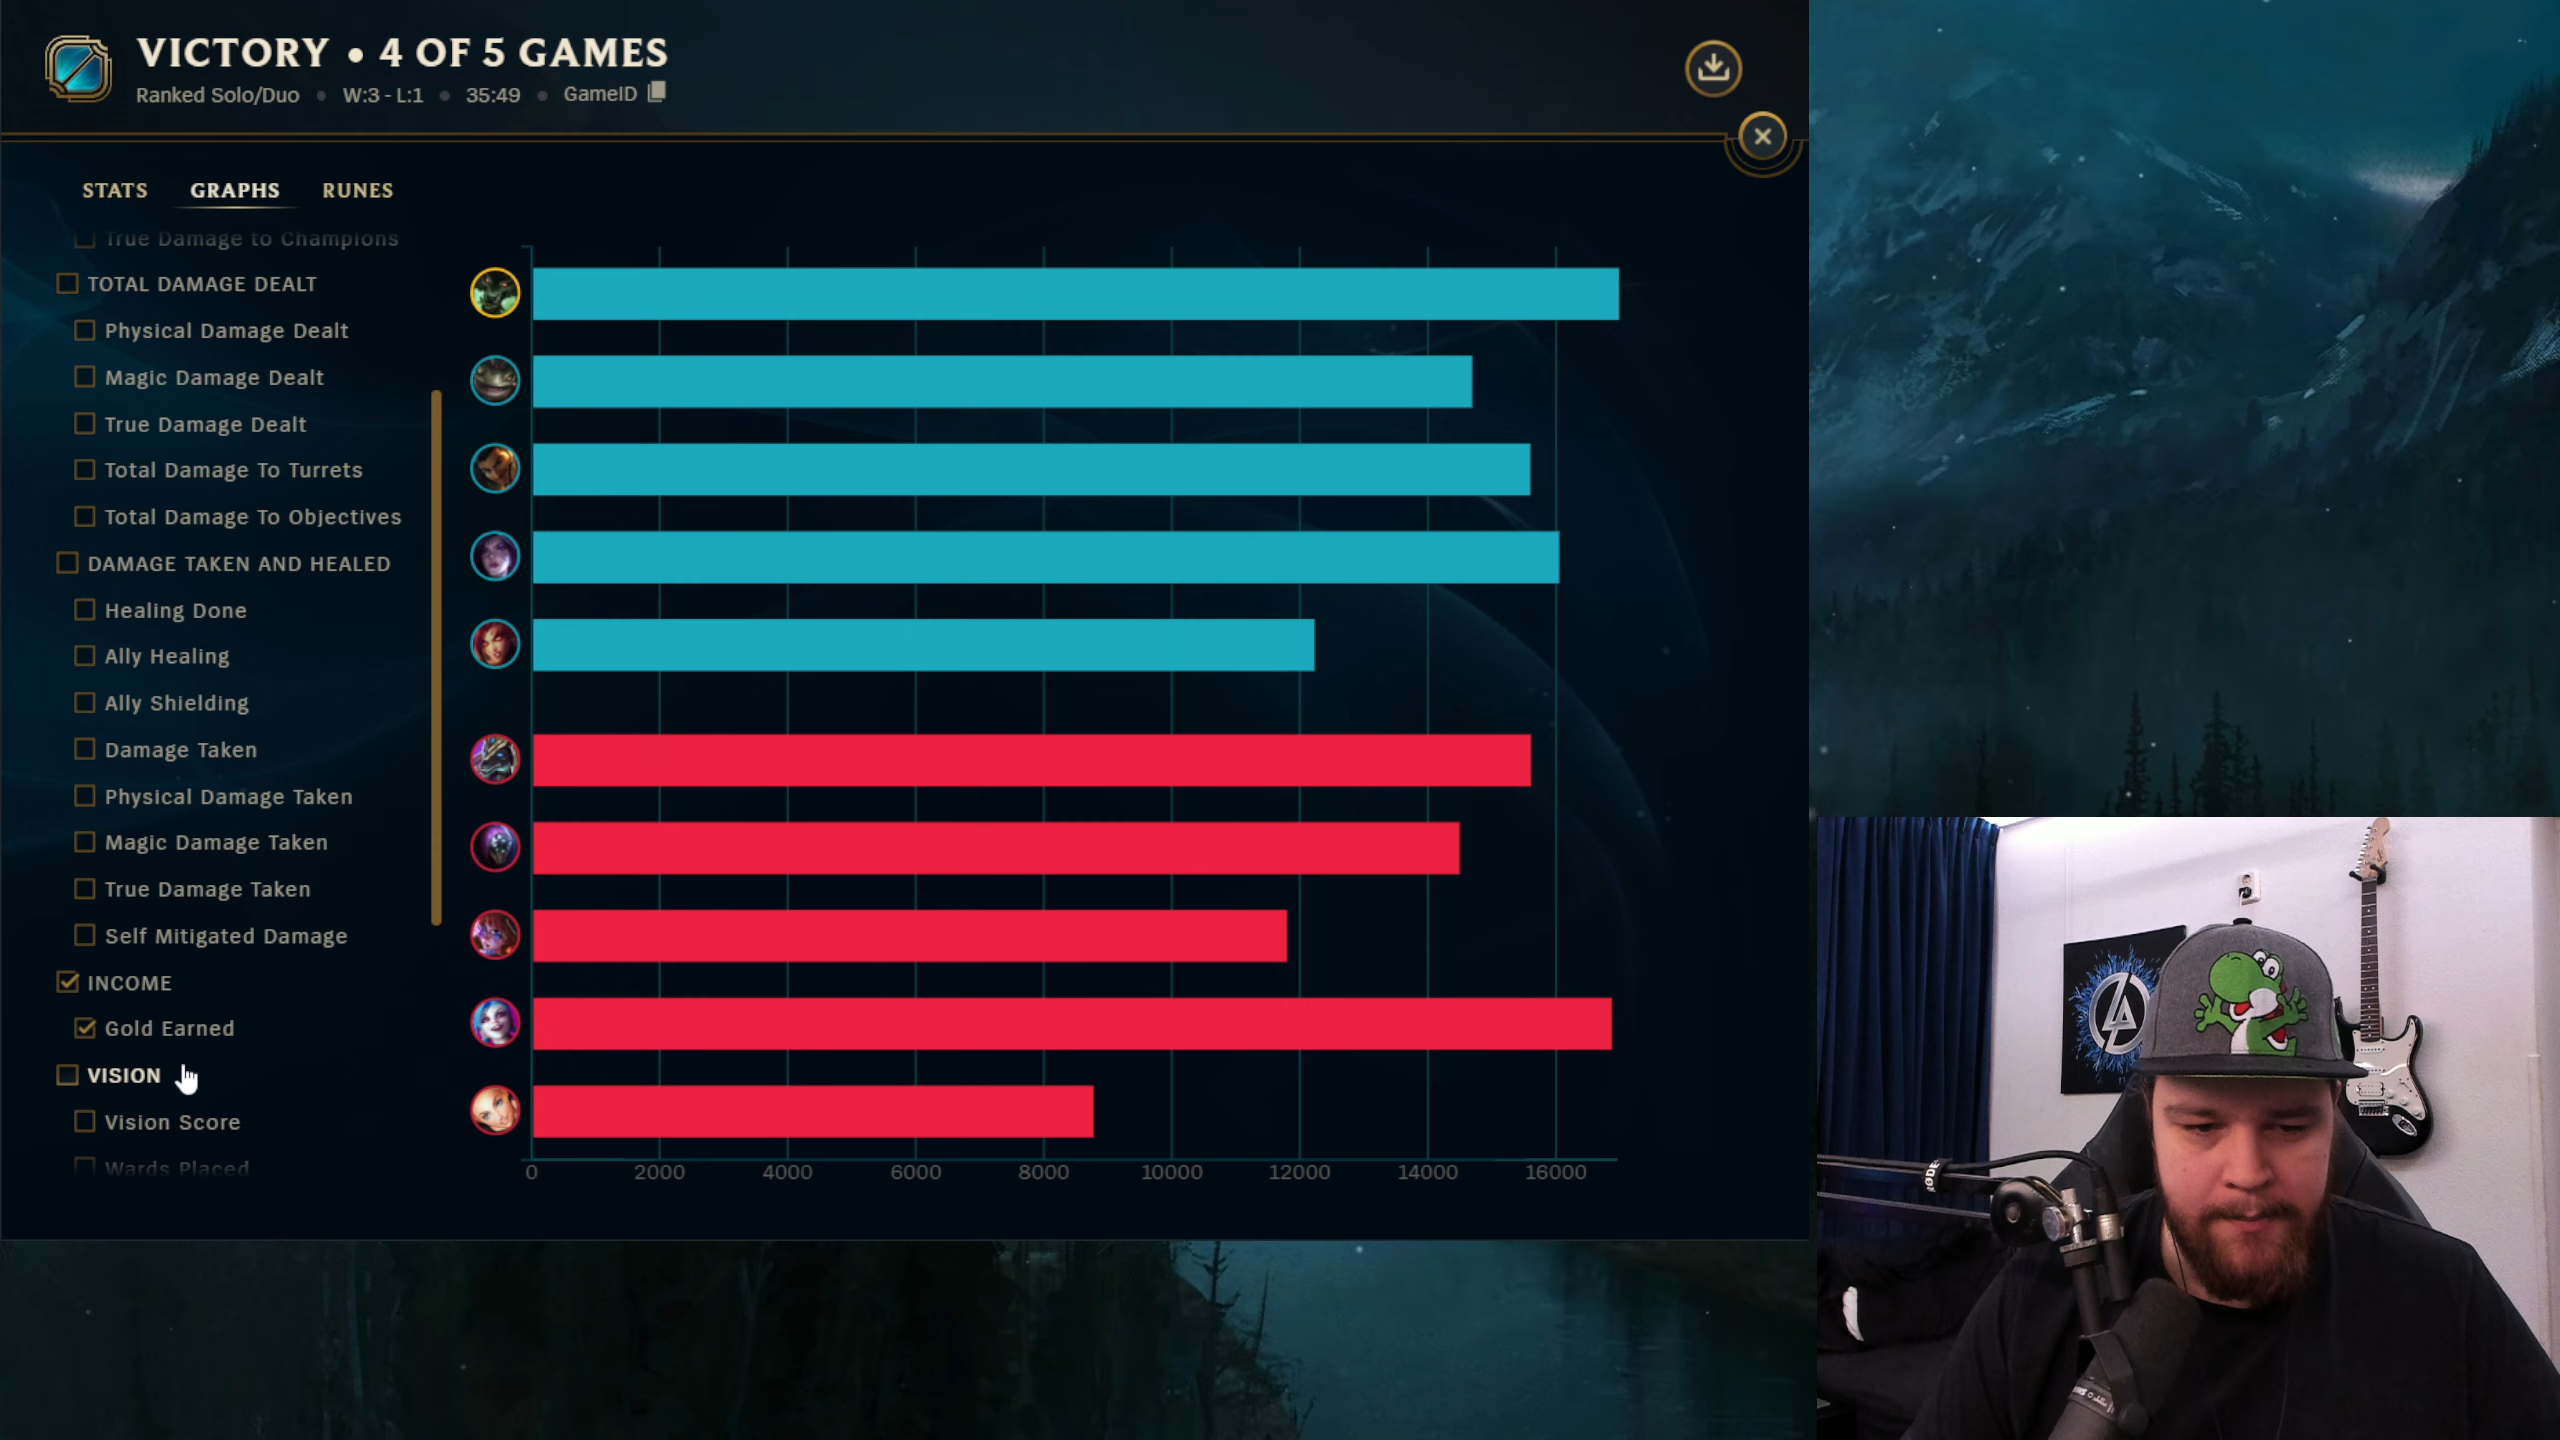 VICTORY • 4 OF 5 GAMES
Ranked Solo/Duo • W:3 - L:1 • 35:49 • GameID
STATS GRAPHS RUNES
True Damage to Champions
TOTAL DAMAGE DEALT
Physical Damage Dealt
Magic Damage Dealt
True Damage Dealt
Total Damage To Turrets
Total Damage To Objectives
DAMAGE TAKEN AND HEALED
Healing Done
Ally Healing
Ally Shielding
Damage Taken
Physical Damage Taken
Magic Damage Taken
True Damage Taken
Self Mitigated Damage
INCOME
Gold Earned
VISION
Vision Score
Wards Placed
0 2000 4000 6000 8000 10000 12000 14000 16000
RØDE